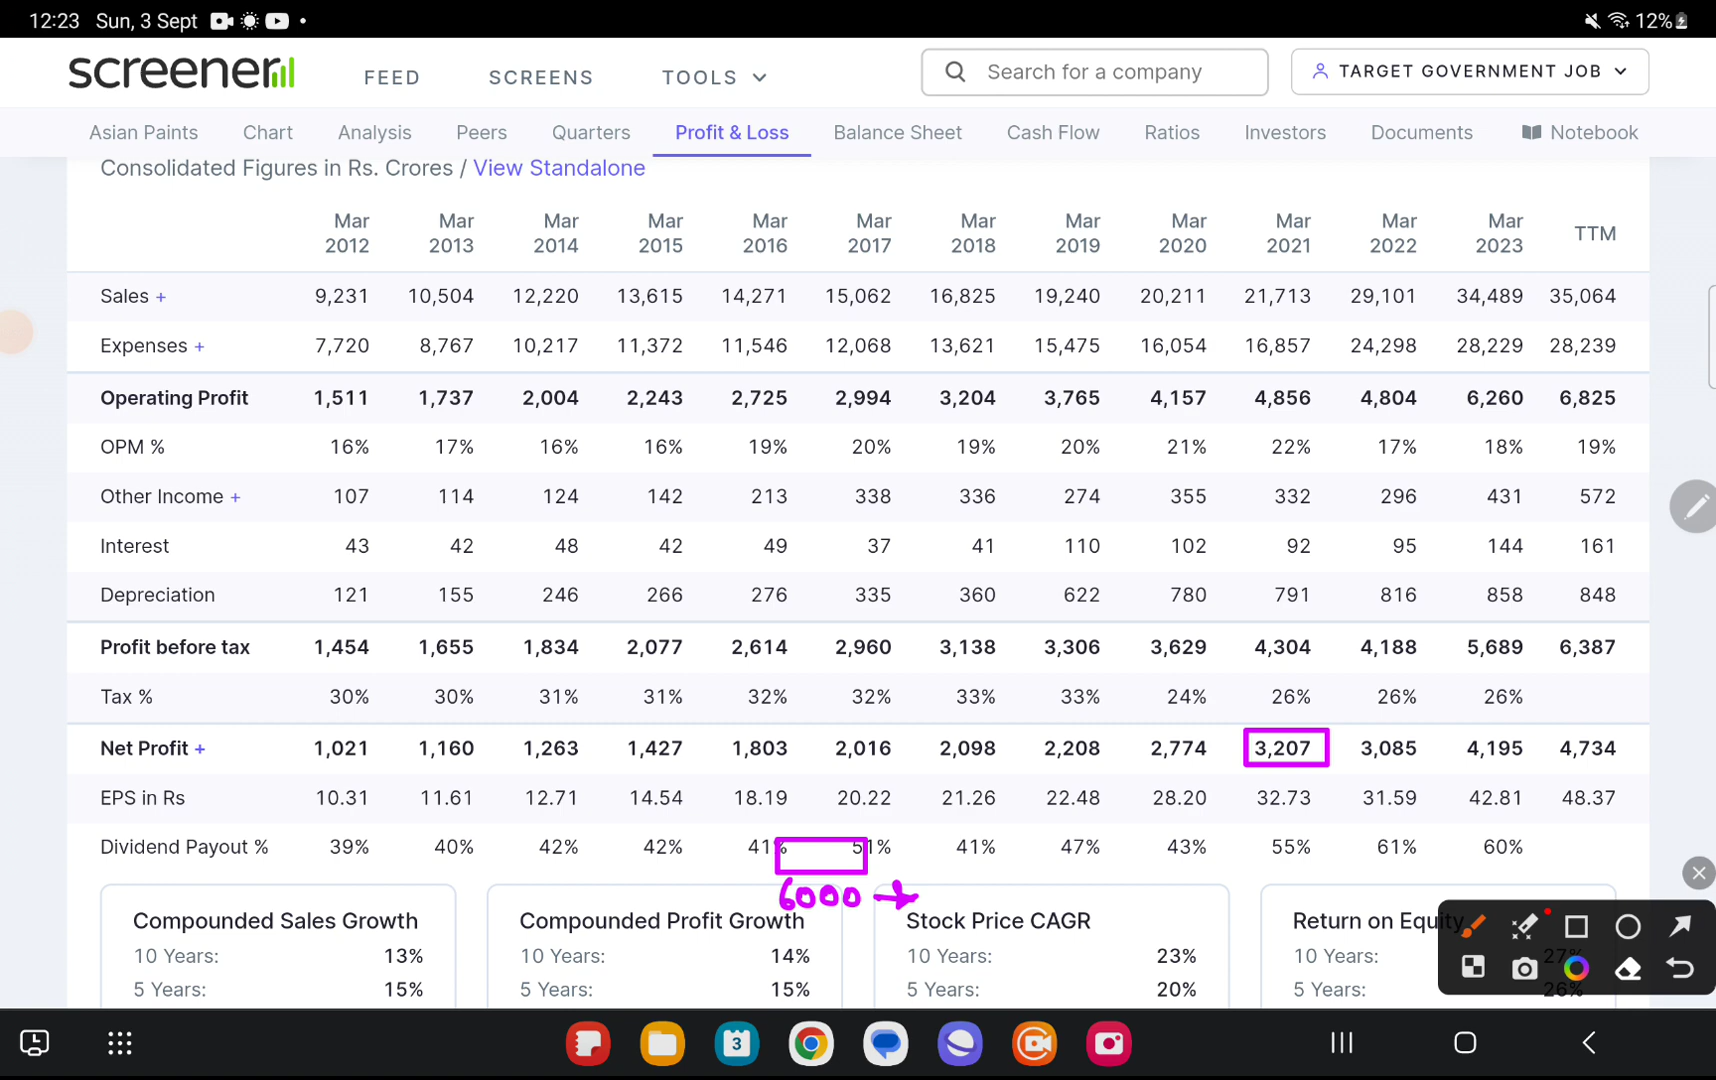 12:23 Sun, 3 Sept 12%
screener FEED SCREENS TOOLS Search for a company TARGET GOVERNMENT JOB
Asian Paints Chart Analysis Peers Quarters Profit & Loss Balance Sheet Cash Flow Ratios Investors Documents Notebook
Consolidated Figures in Rs. Crores / View Standalone
Mar 2012 Mar 2013 Mar 2014 Mar 2015 Mar 2016 Mar 2017 Mar 2018 Mar 2019 Mar 2020 Mar 2021 Mar 2022 Mar 2023 TTM
Sales + 9,231 10,504 12,220 13,615 14,271 15,062 16,825 19,240 20,211 21,713 29,101 34,489 35,064
Expenses + 7,720 8,767 10,217 11,372 11,546 12,068 13,621 15,475 16,054 16,857 24,298 28,229 28,239
Operating Profit 1,511 1,737 2,004 2,243 2,725 2,994 3,204 3,765 4,157 4,856 4,804 6,260 6,825
OPM % 16% 17% 16% 16% 19% 20% 19% 20% 21% 22% 17% 18% 19%
Other Income + 107 114 124 142 213 338 336 274 355 332 296 431 572
Interest 43 42 48 42 49 37 41 110 102 92 95 144 161
Depreciation 121 155 246 266 276 335 360 622 780 791 816 858 848
Profit before tax 1,454 1,655 1,834 2,077 2,614 2,960 3,138 3,306 3,629 4,304 4,188 5,689 6,387
Tax % 30% 30% 31% 31% 32% 32% 33% 33% 24% 26% 26% 26%
Net Profit + 1,021 1,160 1,263 1,427 1,803 2,016 2,098 2,208 2,774 3,207 3,085 4,195 4,734
EPS in Rs 10.31 11.61 12.71 14.54 18.19 20.22 21.26 22.48 28.20 32.73 31.59 42.81 48.37
Dividend Payout % 39% 40% 42% 42% 41% 51% 41% 47% 43% 55% 61% 60%
6000
Compounded Sales Growth Compounded Profit Growth Stock Price CAGR Return on Equity
10 Years: 13% 10 Years: 14% 10 Years: 23% 10 Years: 27%
5 Years: 15% 5 Years: 15% 5 Years: 20% 5 Years: 26%
3